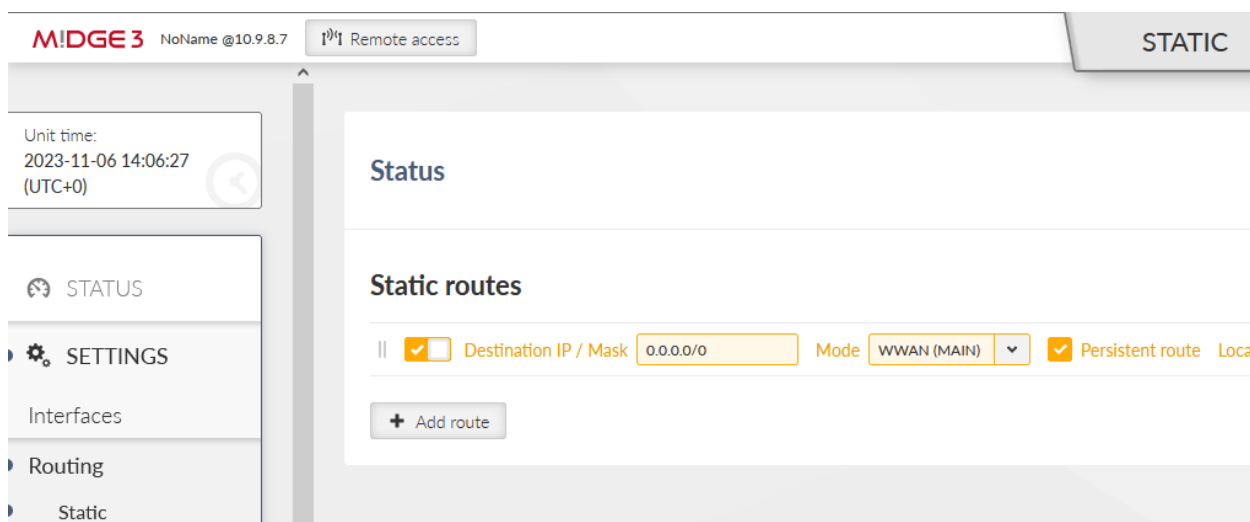 M!DGE 3 NoName @10.9.8.7 Remote access STATIC
Unit time:
2023-11-06 14:06:27
(UTC+0)
Status
STATUS
Static routes
SETTINGS
Destination IP / Mask 0.0.0.0/0 Mode WWAN (MAIN) Persistent route Loca
Interfaces
+ Add route
Routing
Static